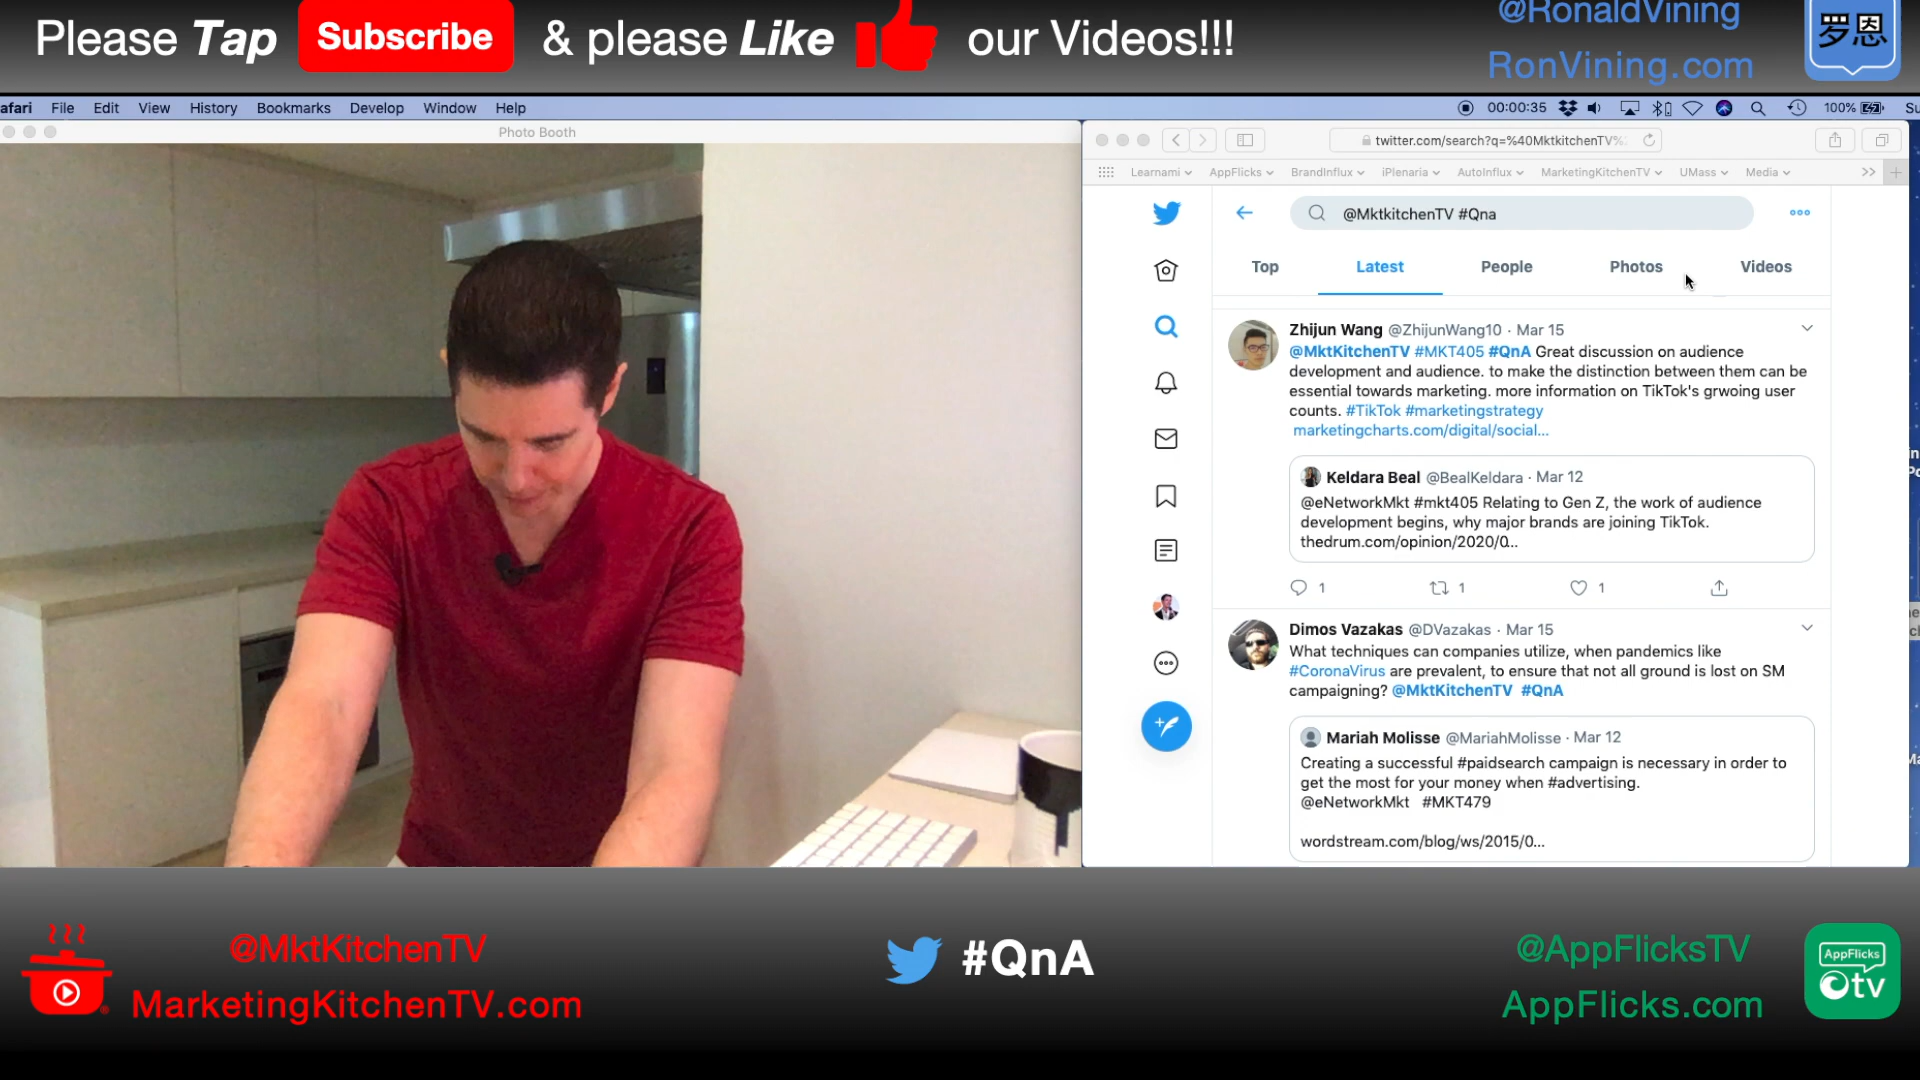 Please Tap Subscribe & please Like our Videos!!!
@RonaldVining
RonVining.com
罗恩
afari File Edit View History Bookmarks Develop Window Help
00:00:35 100% Su
Photo Booth
twitter.com/search?q=%40MktkitchenTV%
Learnami AppFlicks BrandInflux iPlenaria AutoInflux MarketingKitchenTV UMass Media
@MktkitchenTV #Qna
Top Latest People Photos Videos
Zhijun Wang @ZhijunWang10 · Mar 15
@MktKitchenTV #MKT405 #QnA Great discussion on audience
development and audience. to make the distinction between them can be
essential towards marketing. more information on TikTok's grwoing user
counts. #TikTok #marketingstrategy
marketingcharts.com/digital/social...
Keldara Beal @BealKeldara · Mar 12
@eNetworkMkt #mkt405 Relating to Gen Z, the work of audience
development begins, why major brands are joining TikTok.
thedrum.com/opinion/2020/0...
1 1 1
Dimos Vazakas @DVazakas · Mar 15
What techniques can companies utilize, when pandemics like
#CoronaVirus are prevalent, to ensure that not all ground is lost on SM
campaigning? @MktKitchenTV #QnA
Mariah Molisse @MariahMolisse · Mar 12
Creating a successful #paidsearch campaign is necessary in order to
get the most for your money when #advertising.
@eNetworkMkt #MKT479
wordstream.com/blog/ws/2015/0...
@MktKitchenTV
MarketingKitchenTV.com
#QnA
@AppFlicksTV
AppFlicks.com
AppFlicks
tv